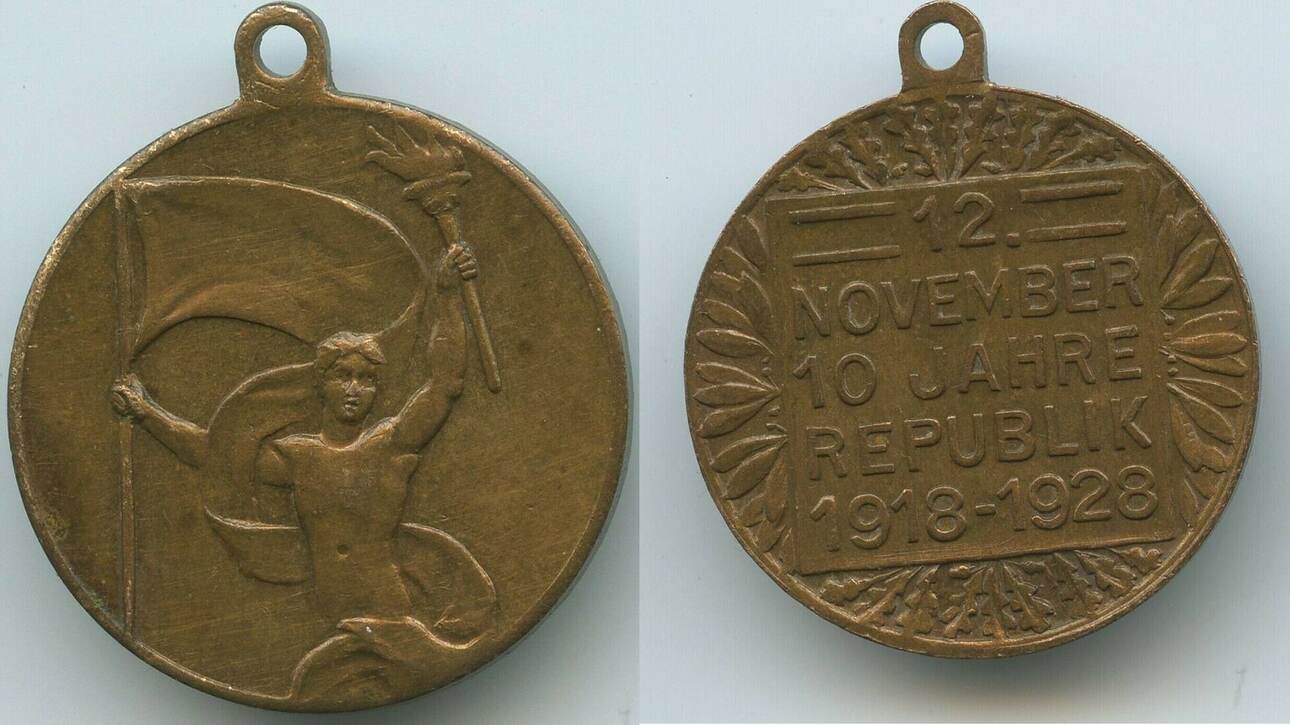 12.
NOVEMBER
10 JAHRE
REPUBLIK
1918-1928